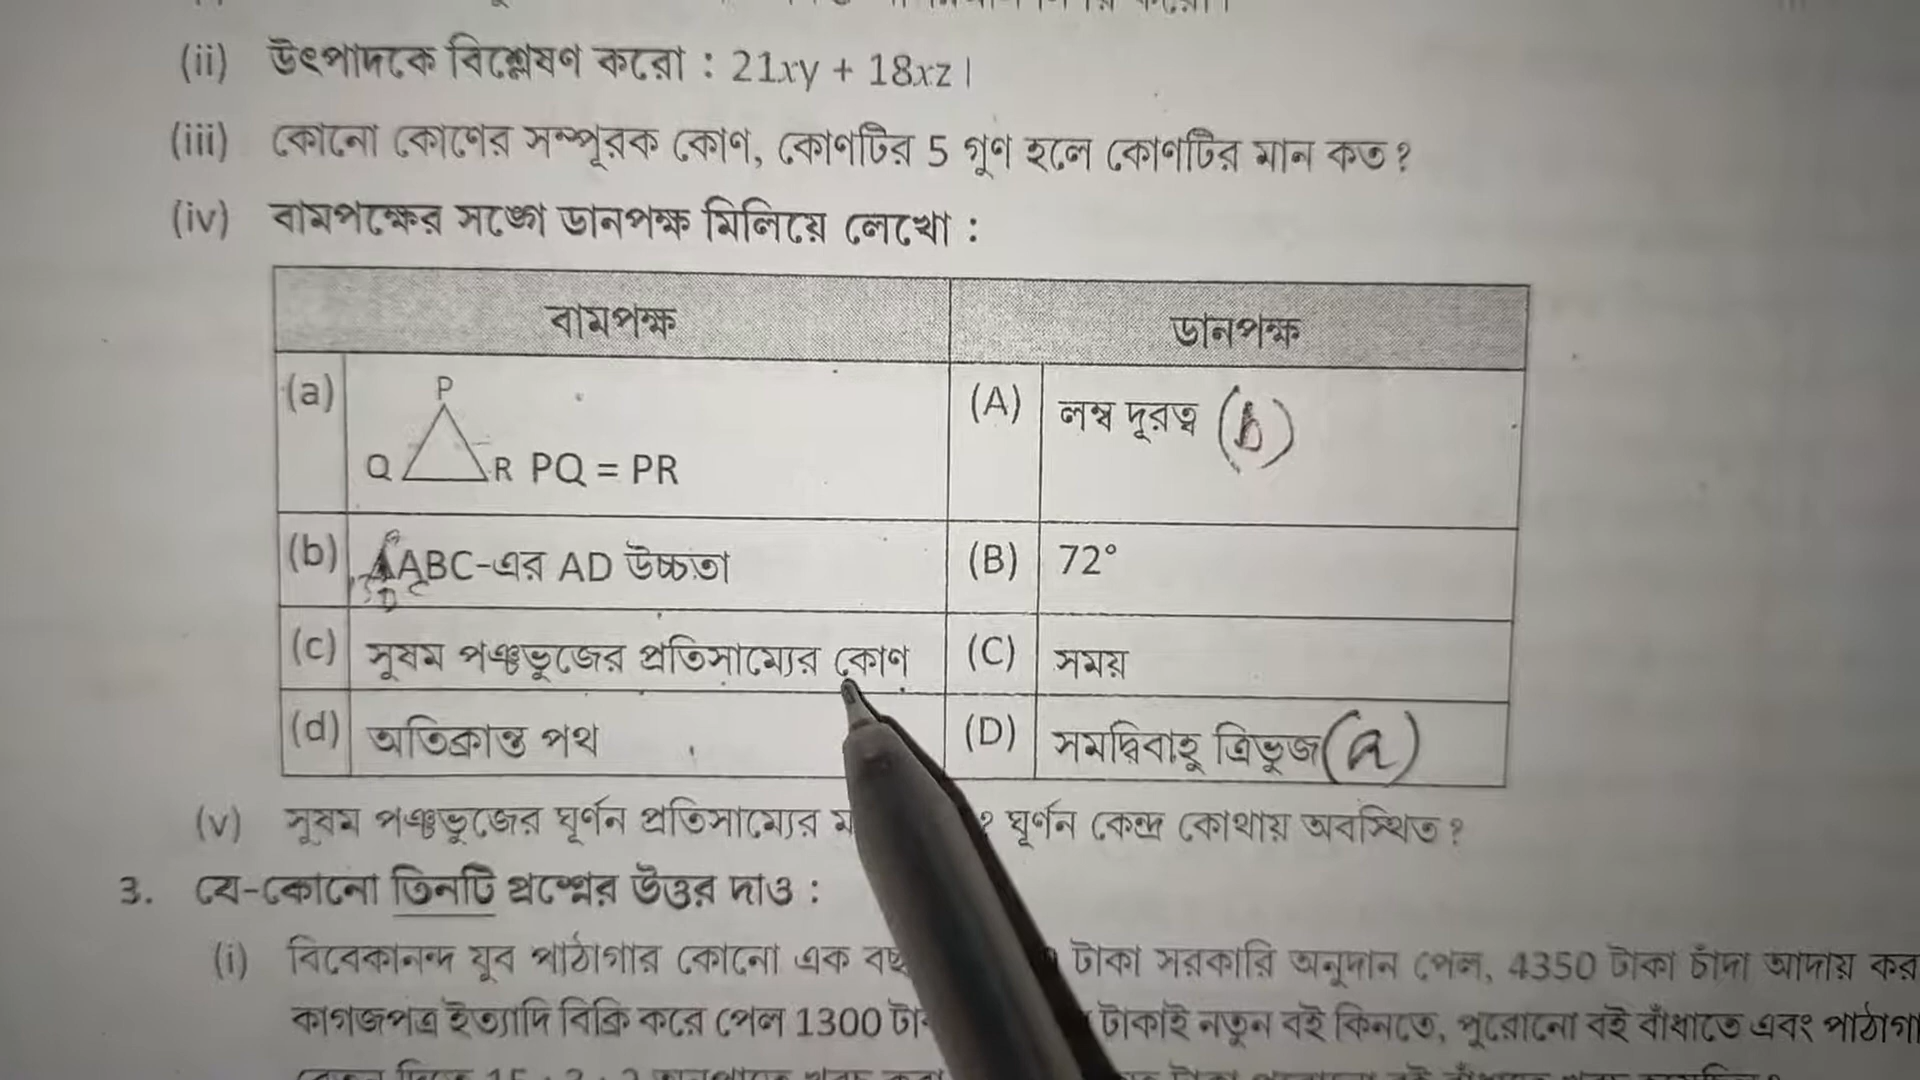 (ii) উৎপাদকে বিশ্লেষণ করো : 21xy + 18xz।
(iii) কোনো কোণের সম্পূরক কোণ, কোণটির 5 গুণ হলে কোণটির মান কত?
(iv) বামপক্ষের সঙ্গে ডানপক্ষ মিলিয়ে লেখো :
বামপক্ষ ডানপক্ষ
(a) P Q R PQ = PR (A) লম্ব দূরত্ব (b)
(b) ABC-এর AD উচ্চতা (B) 72°
(c) সুষম পঞ্চভুজের প্রতিসাম্যের কোণ (C) সময়
(d) অতিক্রান্ত পথ (D) সমদ্বিবাহু ত্রিভুজ (a)
(v) সুষম পঞ্চভুজের ঘূর্ণন প্রতিসাম্যের ? ঘূর্ণন কেন্দ্র কোথায় অবস্থিত?
3. যে-কোনো তিনটি প্রশ্নের উত্তর দাও :
(i) বিবেকানন্দ যুব পাঠাগার কোনো এক টাকা সরকারি অনুদান পেল, 4350 টাকা চাঁদা আদায় কর
কাগজপত্র ইত্যাদি বিক্রি করে পেল 1300 টাকাই নতুন বই কিনতে, পুরোনো বই বাঁধাতে এবং